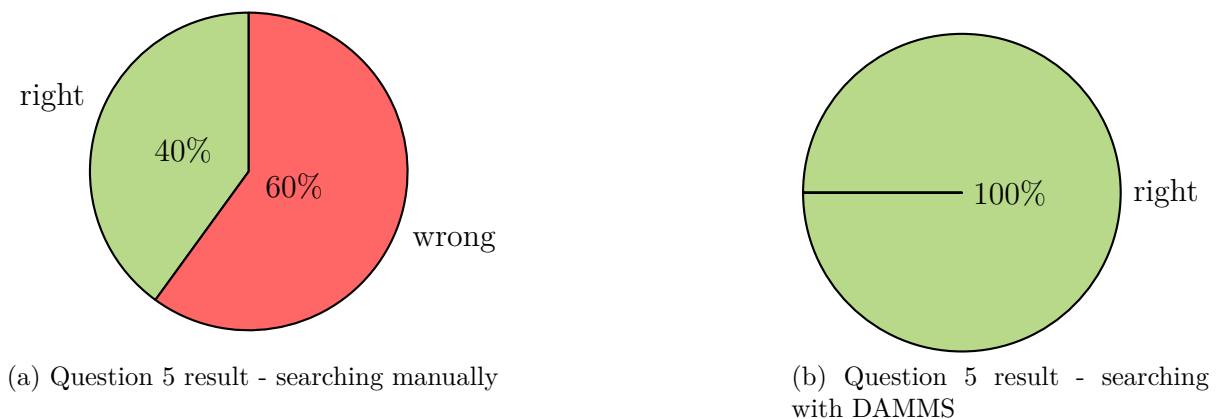 right
40%
60%
wrong
(a) Question 5 result - searching manually
100%
right
(b) Question 5 result - searching
with DAMMS